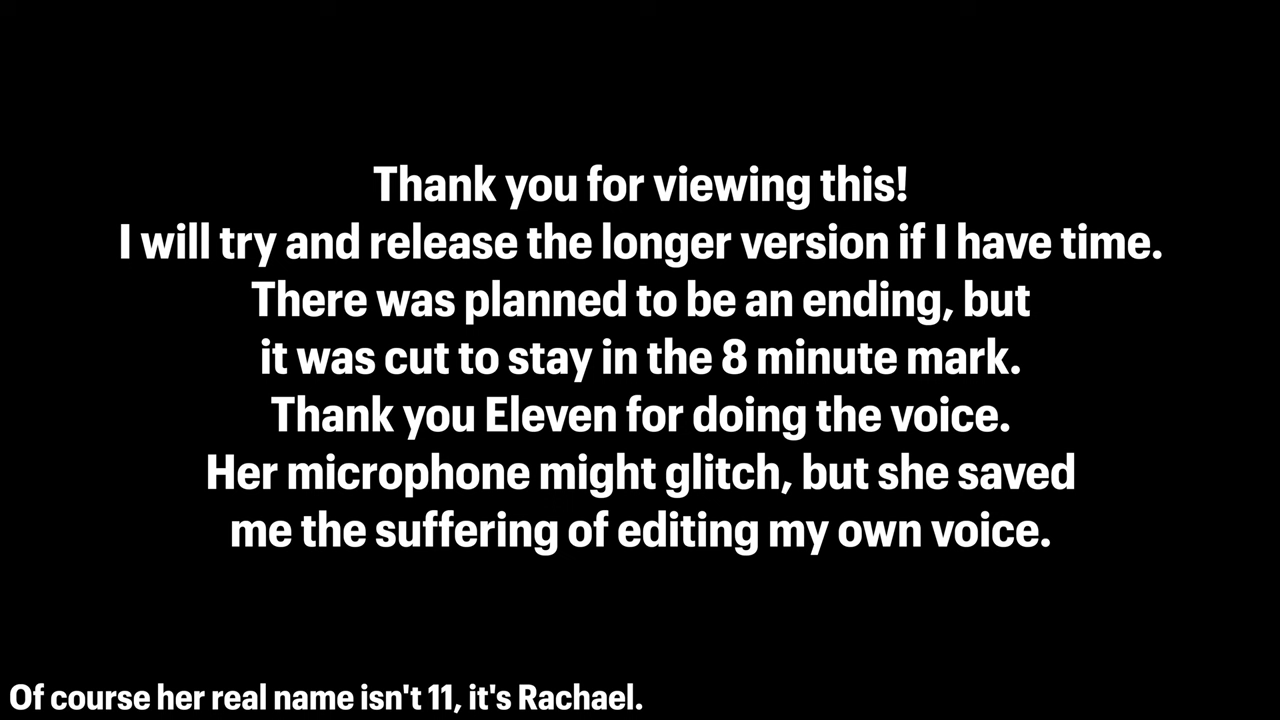 Thank you for viewing this!
I will try and release the longer version if I have time.
There was planned to be an ending, but
it was cut to stay in the 8 minute mark.
Thank you Eleven for doing the voice.
Her microphone might glitch, but she saved
me the suffering of editing my own voice.
Of course her real name isn't 11, it's Rachael.